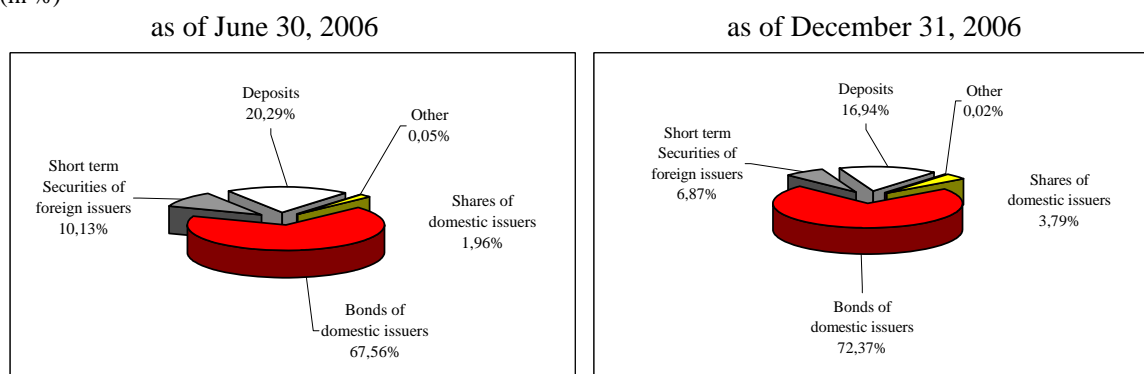 (in %)
as of June 30, 2006
Deposits
20,29%
Other
0,05%
Short term
Securities of
foreign issuers
10,13%
Shares of
domestic issuers
1,96%
Bonds of
domestic issuers
67,56%
as of December 31, 2006
Deposits
16,94%
Other
0,02%
Short term
Securities of
foreign issuers
6,87%
Shares of
domestic issuers
3,79%
Bonds of
domestic issuers
72,37%